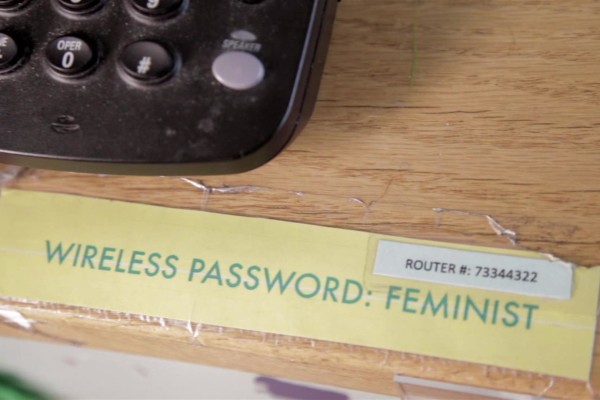 OPER
0
#
SPEAKER
ROUTER #: 73344322
WIRELESS PASSWORD: FEMINIST